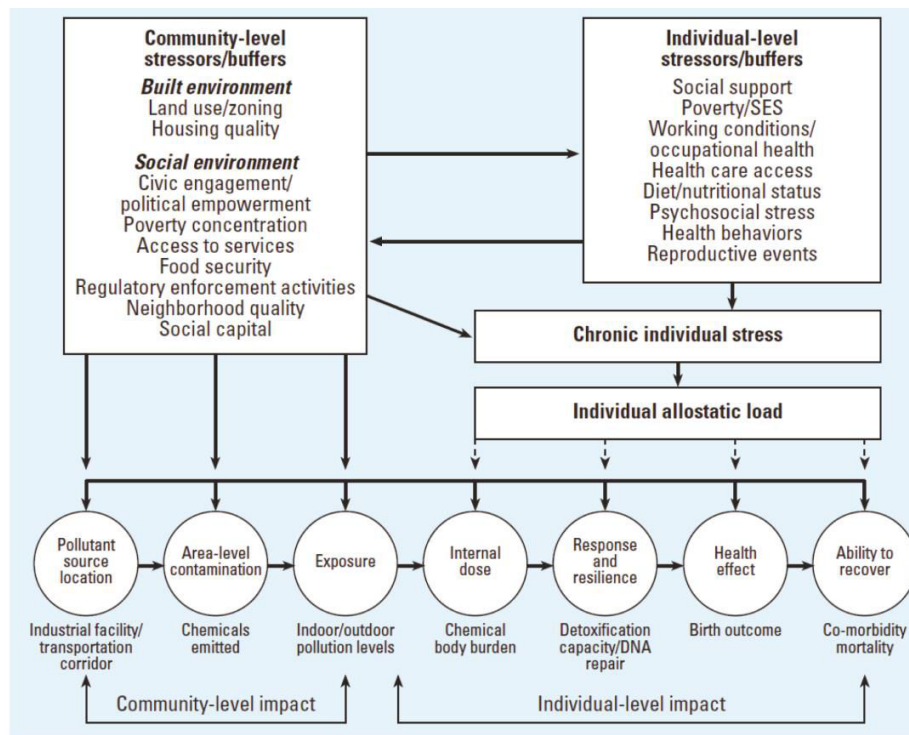 Community-level
stressors/buffers
Built environment
Land use/zoning
Housing quality
Social environment
Civic engagement/
political empowerment
Poverty concentration
Access to services
Food security
Regulatory enforcement activities
Neighborhood quality
Social capital
Individual-level
stressors/buffers
Social support
Poverty/SES
Working conditions/
occupational health
Health care access
Diet/nutritional status
Psychosocial stress
Health behaviors
Reproductive events
Chronic individual stress
Individual allostatic load
Pollutant
source
location
Area-level
contamination
Exposure
Internal
dose
Response
and
resilience
Health
effect
Ability to
recover
Industrial facility/
transportation
corridor
Chemicals
emitted
Indoor/outdoor
pollution levels
Chemical
body burden
Detoxification
capacity/DNA
repair
Birth outcome
Co-morbidity
mortality
Community-level impact
Individual-level impact